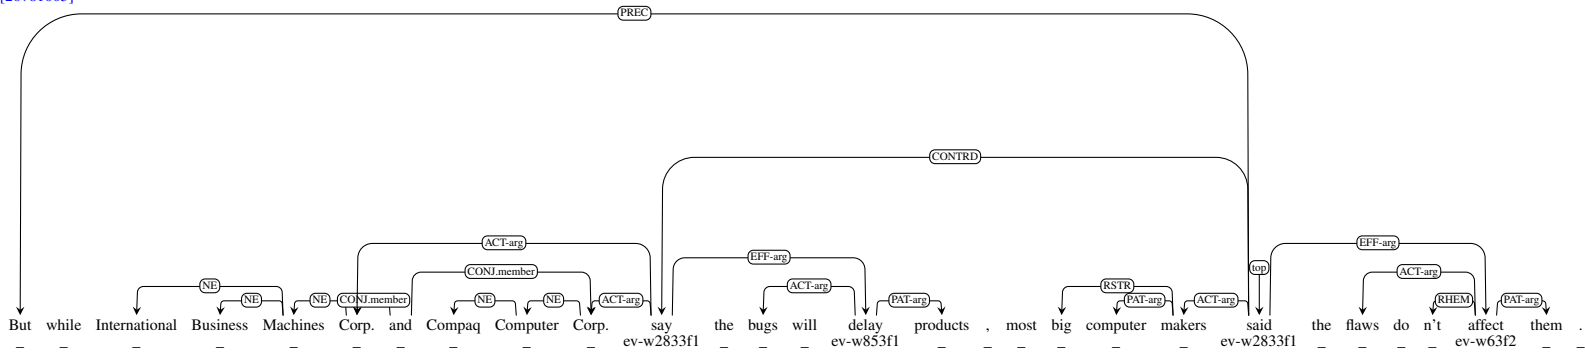 PREC
CONTRD
ACT-arg EFF-arg EFF-arg
CONJ.member top ACT-arg
NE ACT-arg RSTR
NE NE CONJ.member NE NE ACT-arg PAT-arg PAT-arg ACT-arg RHEM PAT-arg
But while International Business Machines Corp. and Compaq Computer Corp. say the bugs will delay products , most big computer makers said the flaws do n't affect them .
_ _ _ _ _ _ _ _ _ _ ev-w2833f1 _ _ _ ev-w853f1 _ _ _ _ _ _ ev-w2833f1 _ _ _ _ ev-w63f2 _ _